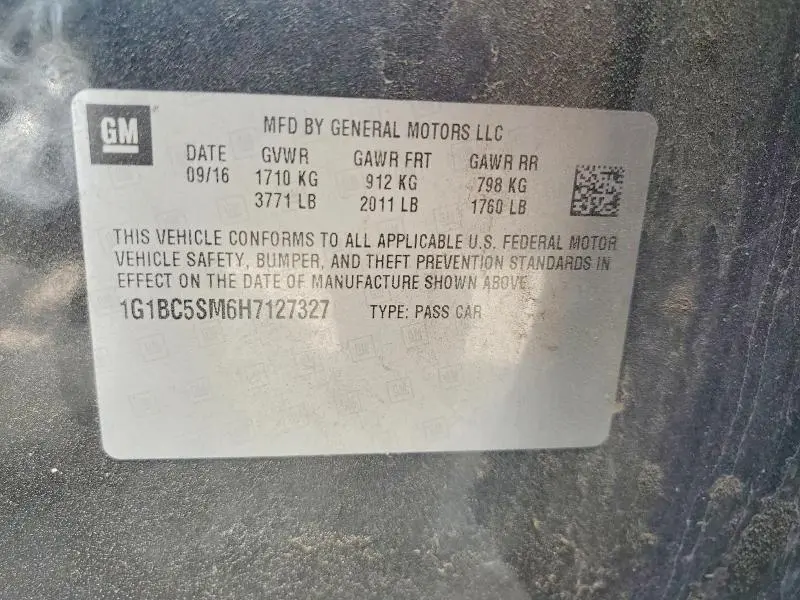 GM
MFD BY GENERAL MOTORS LLC
DATE GVWR GAWR FRT GAWR RR
09/16 1710 KG 912 KG 798 KG
3771 LB 2011 LB 1760 LB
THIS VEHICLE CONFORMS TO ALL APPLICABLE U.S. FEDERAL MOTOR
VEHICLE SAFETY, BUMPER, AND THEFT PREVENTION STANDARDS IN
EFFECT ON THE DATE OF MANUFACTURE SHOWN ABOVE.
1G1BC5SM6H7127327 TYPE: PASS CAR